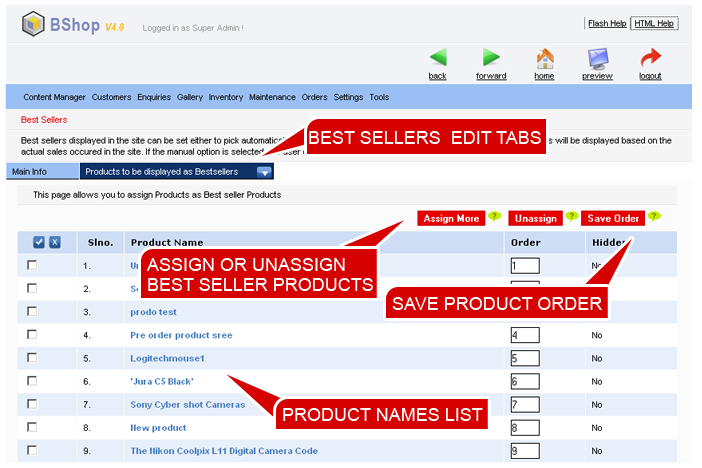 BShop V4.0
Logged in as Super Admin !
Flash Help HTML Help
back forward home preview logout
Content Manager Customers Enquiries Gallery Inventory Maintenance Orders Settings Tools
Best Sellers
Best sellers displayed in the site can be set either to pick automatic
s will be displayed based on the
actual sales occured in the site. If the manual option is selected
BEST SELLERS EDIT TABS
Main Info Products to be displayed as Bestsellers
This page allows you to assign Products as Best seller Products
Assign More ? Unassign ? Save Order ?
Slno. Product Name Order Hidden
1. 1 No
2.
3. prodo test
ASSIGN OR UNASSIGN
BEST SELLER PRODUCTS
SAVE PRODUCT ORDER
4. Pre order product sree 4 No
5. Logitechmouse1 5 No
6. 'Jura C5 Black' 6 No
7. Sony Cyber shot Cameras 7 No
PRODUCT NAMES LIST
8. New product 8 No
9. The Nikon Coolpix L11 Digital Camera Code 9 No